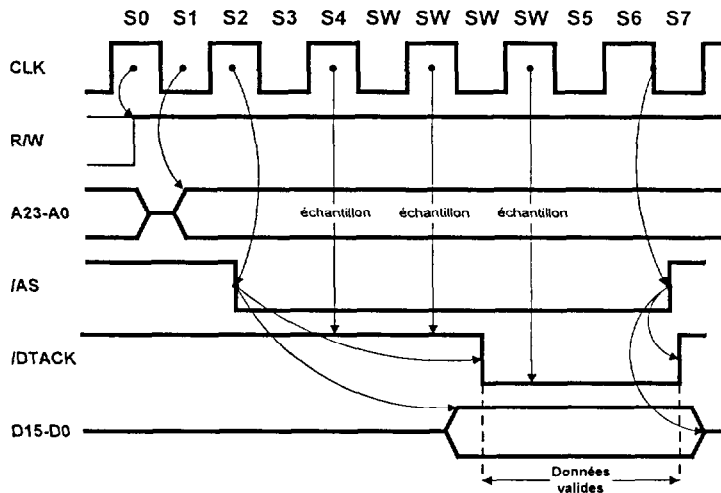 S0 S1 S2 S3 S4 SW SW SW SW S5 S6 S7
CLK
R/W
A23-A0
échantillon échantillon échantillon
/AS
/DTACK
D15-D0
Données
valides